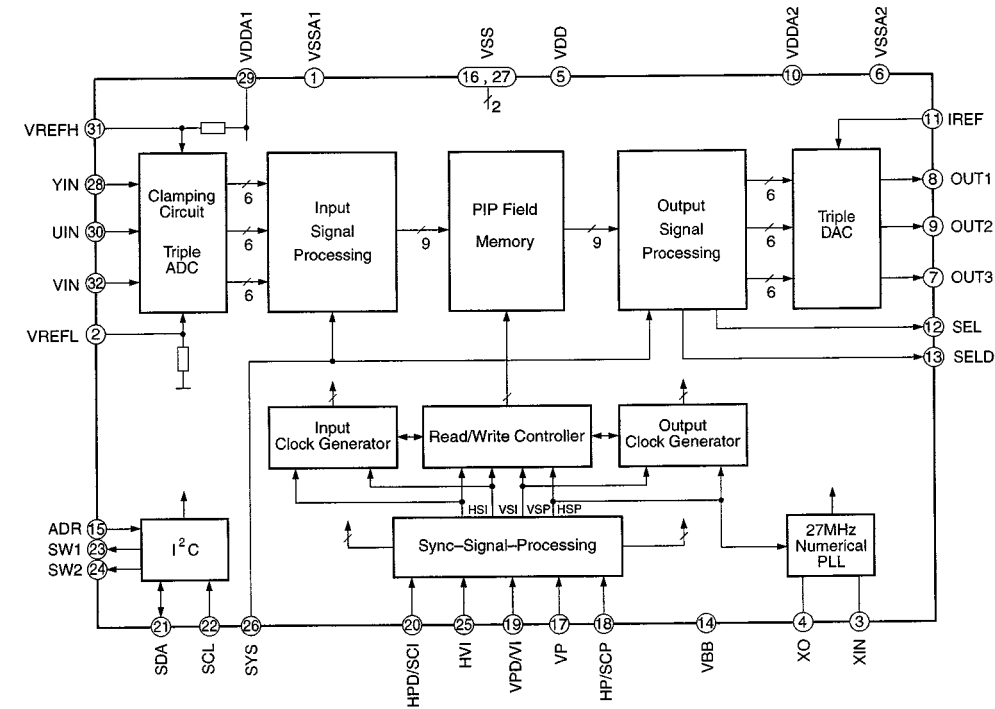 VDDA1
VSSA1
VSS
VDD
VDDA2
VSSA2
29
1
16 , 27
5
10
6
2
VREFH
31
11
IREF
YIN
28
UIN
30
VIN
32
VREFL
2
Clamping
Circuit
Triple
ADC
6
6
6
Input
Signal
Processing
9
PIP Field
Memory
9
Output
Signal
Processing
6
6
6
Triple
DAC
8
OUT1
9
OUT2
7
OUT3
12
SEL
13
SELD
Input
Clock Generator
Read/Write Controller
Output
Clock Generator
HSI
VSI
VSP
HSP
ADR
15
SW1
23
SW2
24
I²C
Sync–Signal–Processing
27MHz
Numerical
PLL
21
22
26
20
25
19
17
18
14
4
3
SDA
SCL
SYS
HPD/SCI
HVI
VPD/VI
VP
HP/SCP
VBB
XO
XIN